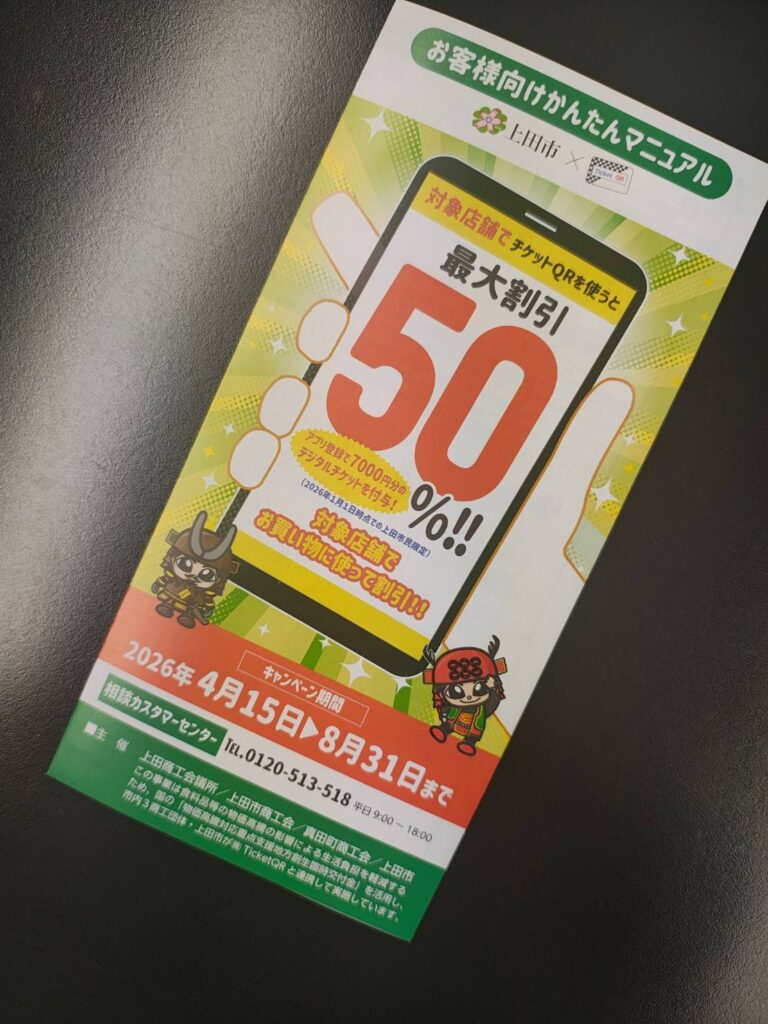 お客様向けかんたんマニュアル
上田市 × Ticket QR
対象店舗でチケットQRを使うと
最大割引
50%!!
アプリ登録で7000円分の
デジタルチケットを付与!
(2026年1月1日時点での上田市民限定)
対象店舗で
お買い物に使って割引!!
キャンペーン期間
2026年 4月15日▶8月31日まで
相談カスタマーセンター TEL.0120-513-518 平日9:00～18:00
■主 催 上田商工会議所/上田市商工会/真田町商工会/上田市
この事業は食料品等の物価高騰の影響による生活負担を軽減する
ため、国の「物価高騰対応重点支援地方創生臨時交付金」を活用し、
市内3商工団体・上田市が㈱TicketQRと連携して実施しています。